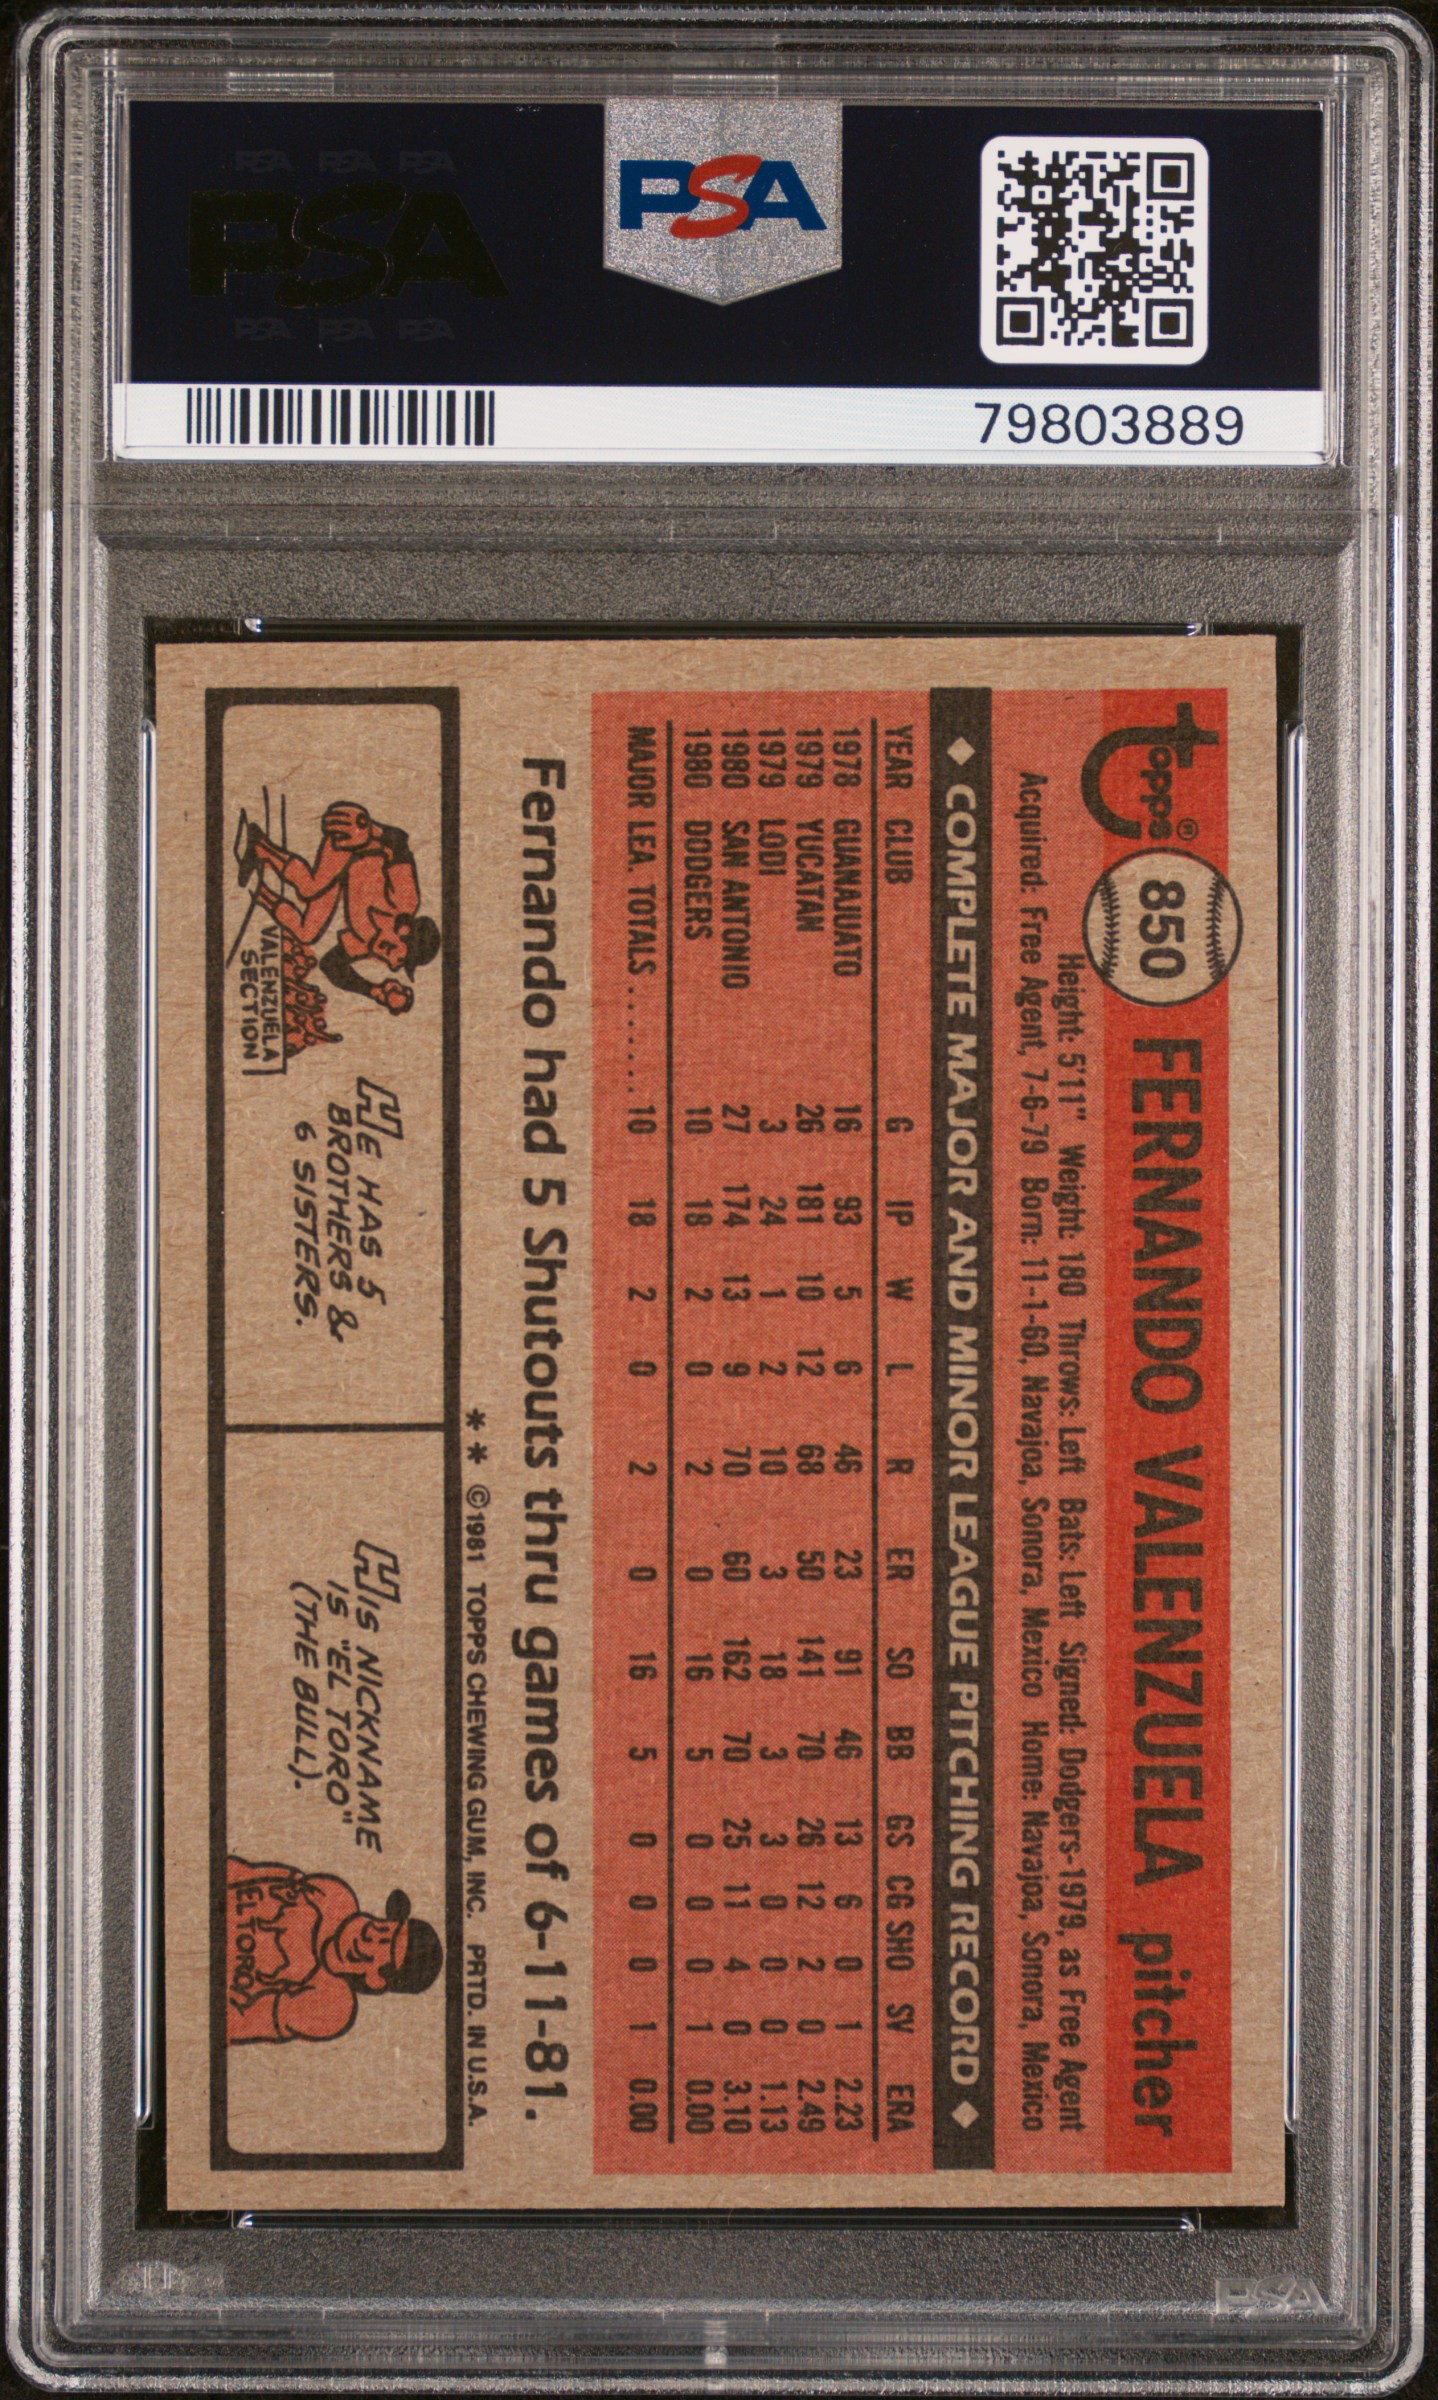 PSA PSA PSA
PSA
PSA PSA PSA
PSA
79803889
topps®
850
FERNANDO VALENZUELA pitcher
Height: 5'11" Weight: 180 Throws: Left Bats: Left Signed: Dodgers-1979, as Free Agent
Acquired: Free Agent, 7-6-79 Born: 11-1-60, Navajoa, Sonora, Mexico Home: Navajoa, Sonora, Mexico
◆ COMPLETE MAJOR AND MINOR LEAGUE PITCHING RECORD ◆
YEAR CLUB G IP W L R ER SO BB GS CG SHO SV ERA
1978 GUANAJUATO 16 93 5 6 46 23 91 46 13 6 0 1 2.23
1979 YUCATAN 26 181 10 12 68 50 141 70 26 12 2 0 2.49
1979 LODI 3 24 1 2 10 3 18 3 3 0 0 0 1.13
1980 SAN ANTONIO 27 174 13 9 70 60 162 70 25 11 4 0 3.10
1980 DODGERS 10 18 2 0 2 0 16 5 0 0 0 1 0.00
MAJOR LEA. TOTALS ....... 10 18 2 0 2 0 16 5 0 0 0 1 0.00
Fernando had 5 Shutouts thru games of 6-11-81.
** ©1981 TOPPS CHEWING GUM, INC. PRTD. IN U.S.A.
VALENZUELA
SECTION
HE HAS 5
BROTHERS &
6 SISTERS.
HIS NICKNAME
IS "EL TORO"
(THE BULL).
EL TORO
PSA